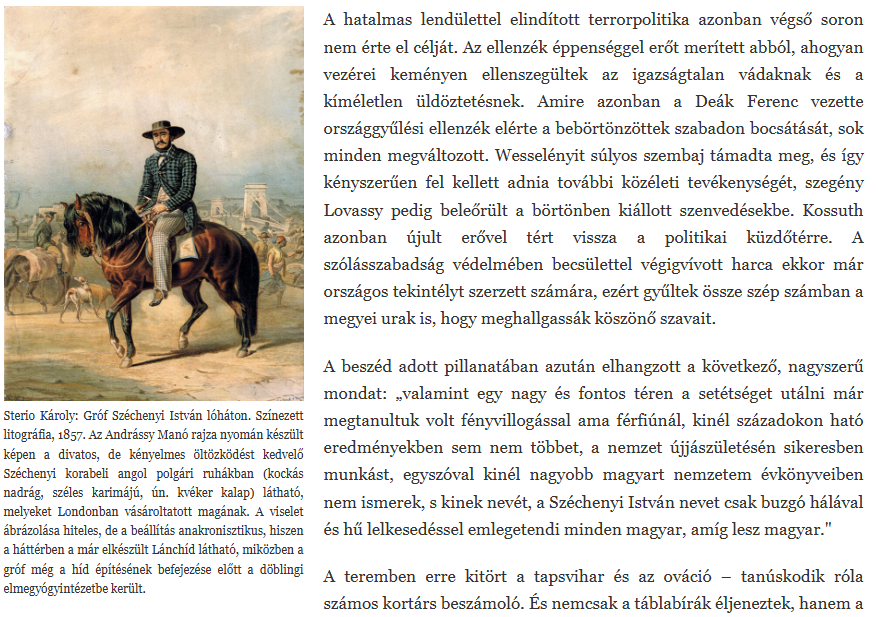 A hatalmas lendülettel elindított terrorpolitika azonban végső soron
nem érte el célját. Az ellenzék éppenséggel erőt merített abból, ahogyan
vezérei keményen ellenszegültek az igazságtalan vádaknak és a
kíméletlen üldöztetésnek. Amire azonban a Deák Ferenc vezette
országgyűlési ellenzék elérte a bebörtönzöttek szabadon bocsátását, sok
minden megváltozott. Wesselényit súlyos szembaj támadta meg, és így
kényszerűen fel kellett adnia további közéleti tevékenységét, szegény
Lovassy pedig beleőrült a börtönben kiállott szenvedésekbe. Kossuth
azonban újult erővel tért vissza a politikai küzdőtérre. A
szólásszabadság védelmében becsülettel végigvívott harca ekkor már
országos tekintélyt szerzett számára, ezért gyűltek össze szép számban a
megyei urak is, hogy meghallgassák köszönő szavait.
A beszéd adott pillanatában azután elhangzott a következő, nagyszerű
mondat: „valamint egy nagy és fontos téren a setétséget utálni már
megtanultuk volt fényvillogással ama férfiúnál, kinél századokon ható
eredményekben sem nem többet, a nemzet újjászületésén sikeresben
munkást, egyszóval kinél nagyobb magyart nemzetem évkönyveiben
nem ismerek, s kinek nevét, a Széchenyi István nevet csak buzgó hálával
és hű lelkesedéssel emlegetendi minden magyar, amíg lesz magyar."
A teremben erre kitört a tapsvihar és az ováció – tanúskodik róla
számos kortárs beszámoló. És nemcsak a táblabírák éljeneztek, hanem a
Sterio Károly: Gróf Széchenyi István lóháton. Színezett
litográfia, 1857. Az Andrássy Manó rajza nyomán készült
képen a divatos, de kényelmes öltözködést kedvelő
Széchenyi korabeli angol polgári ruhákban (kockás
nadrág, széles karimájú, ún. kvéker kalap) látható,
melyeket Londonban vásároltatott magának. A viselet
ábrázolása hiteles, de a beállítás anakronisztikus, hiszen
a háttérben a már elkészült Lánchíd látható, miközben a
gróf még a híd építésének befejezése előtt a döblingi
elmegyógyintézetbe került.